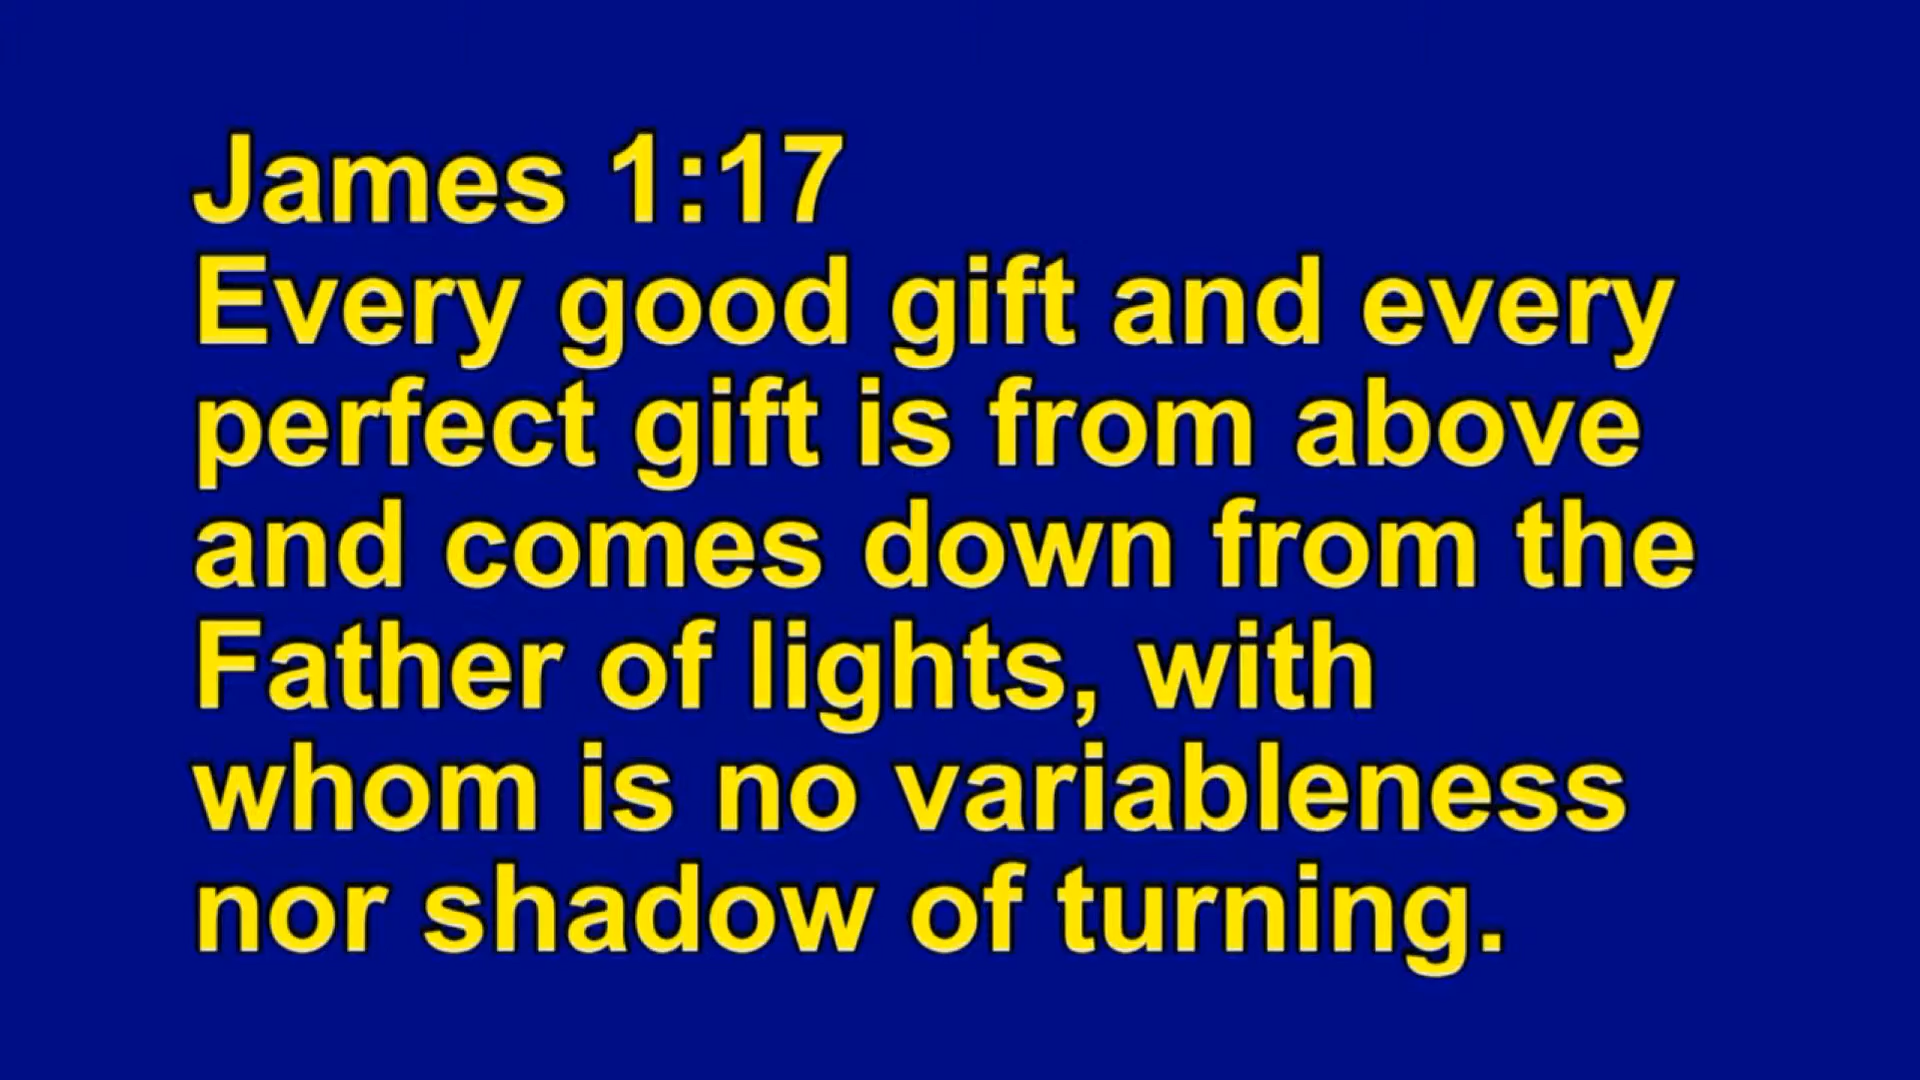 James 1:17
Every good gift and every
perfect gift is from above
and comes down from the
Father of lights, with
whom is no variableness
nor shadow of turning.